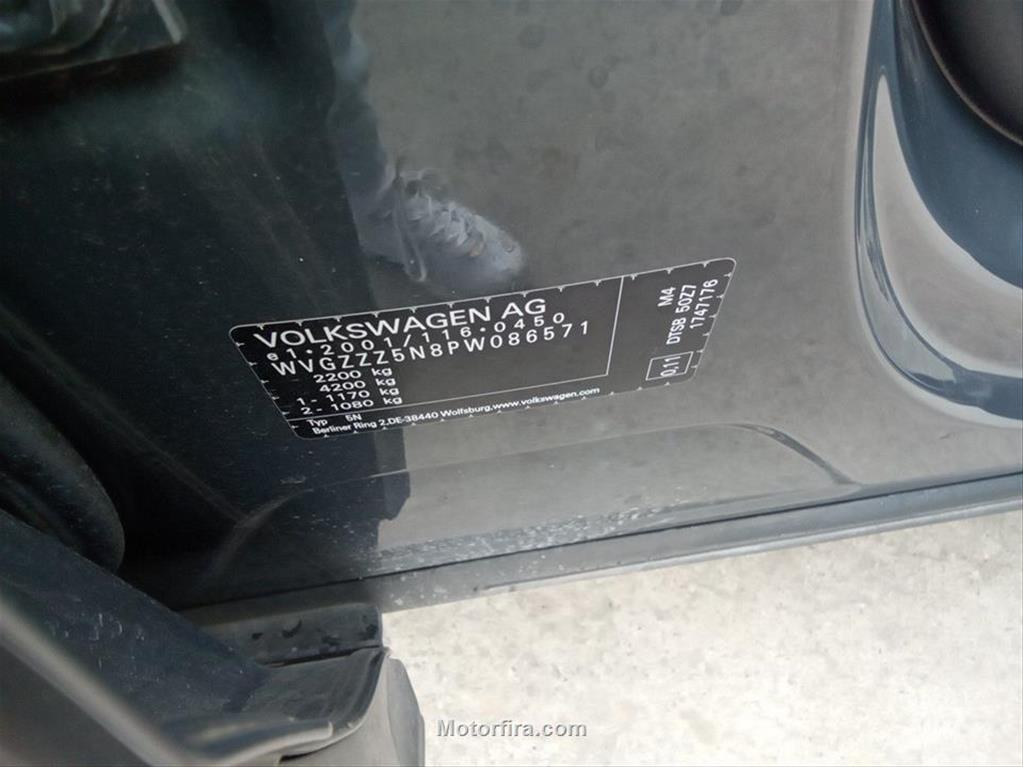 VOLKSWAGEN AG
e1*2001/116*0450
WVGZZZ5N8PW086571
- 2200 kg
- 4200 kg
1- 1170 kg
2- 1080 kg
Typ 5N
Berliner Ring 2,DE-38440 Wolfsburg,www.volkswagen.com
M4
DTSB 50Z7
1747176
0,11
Motorfira.com